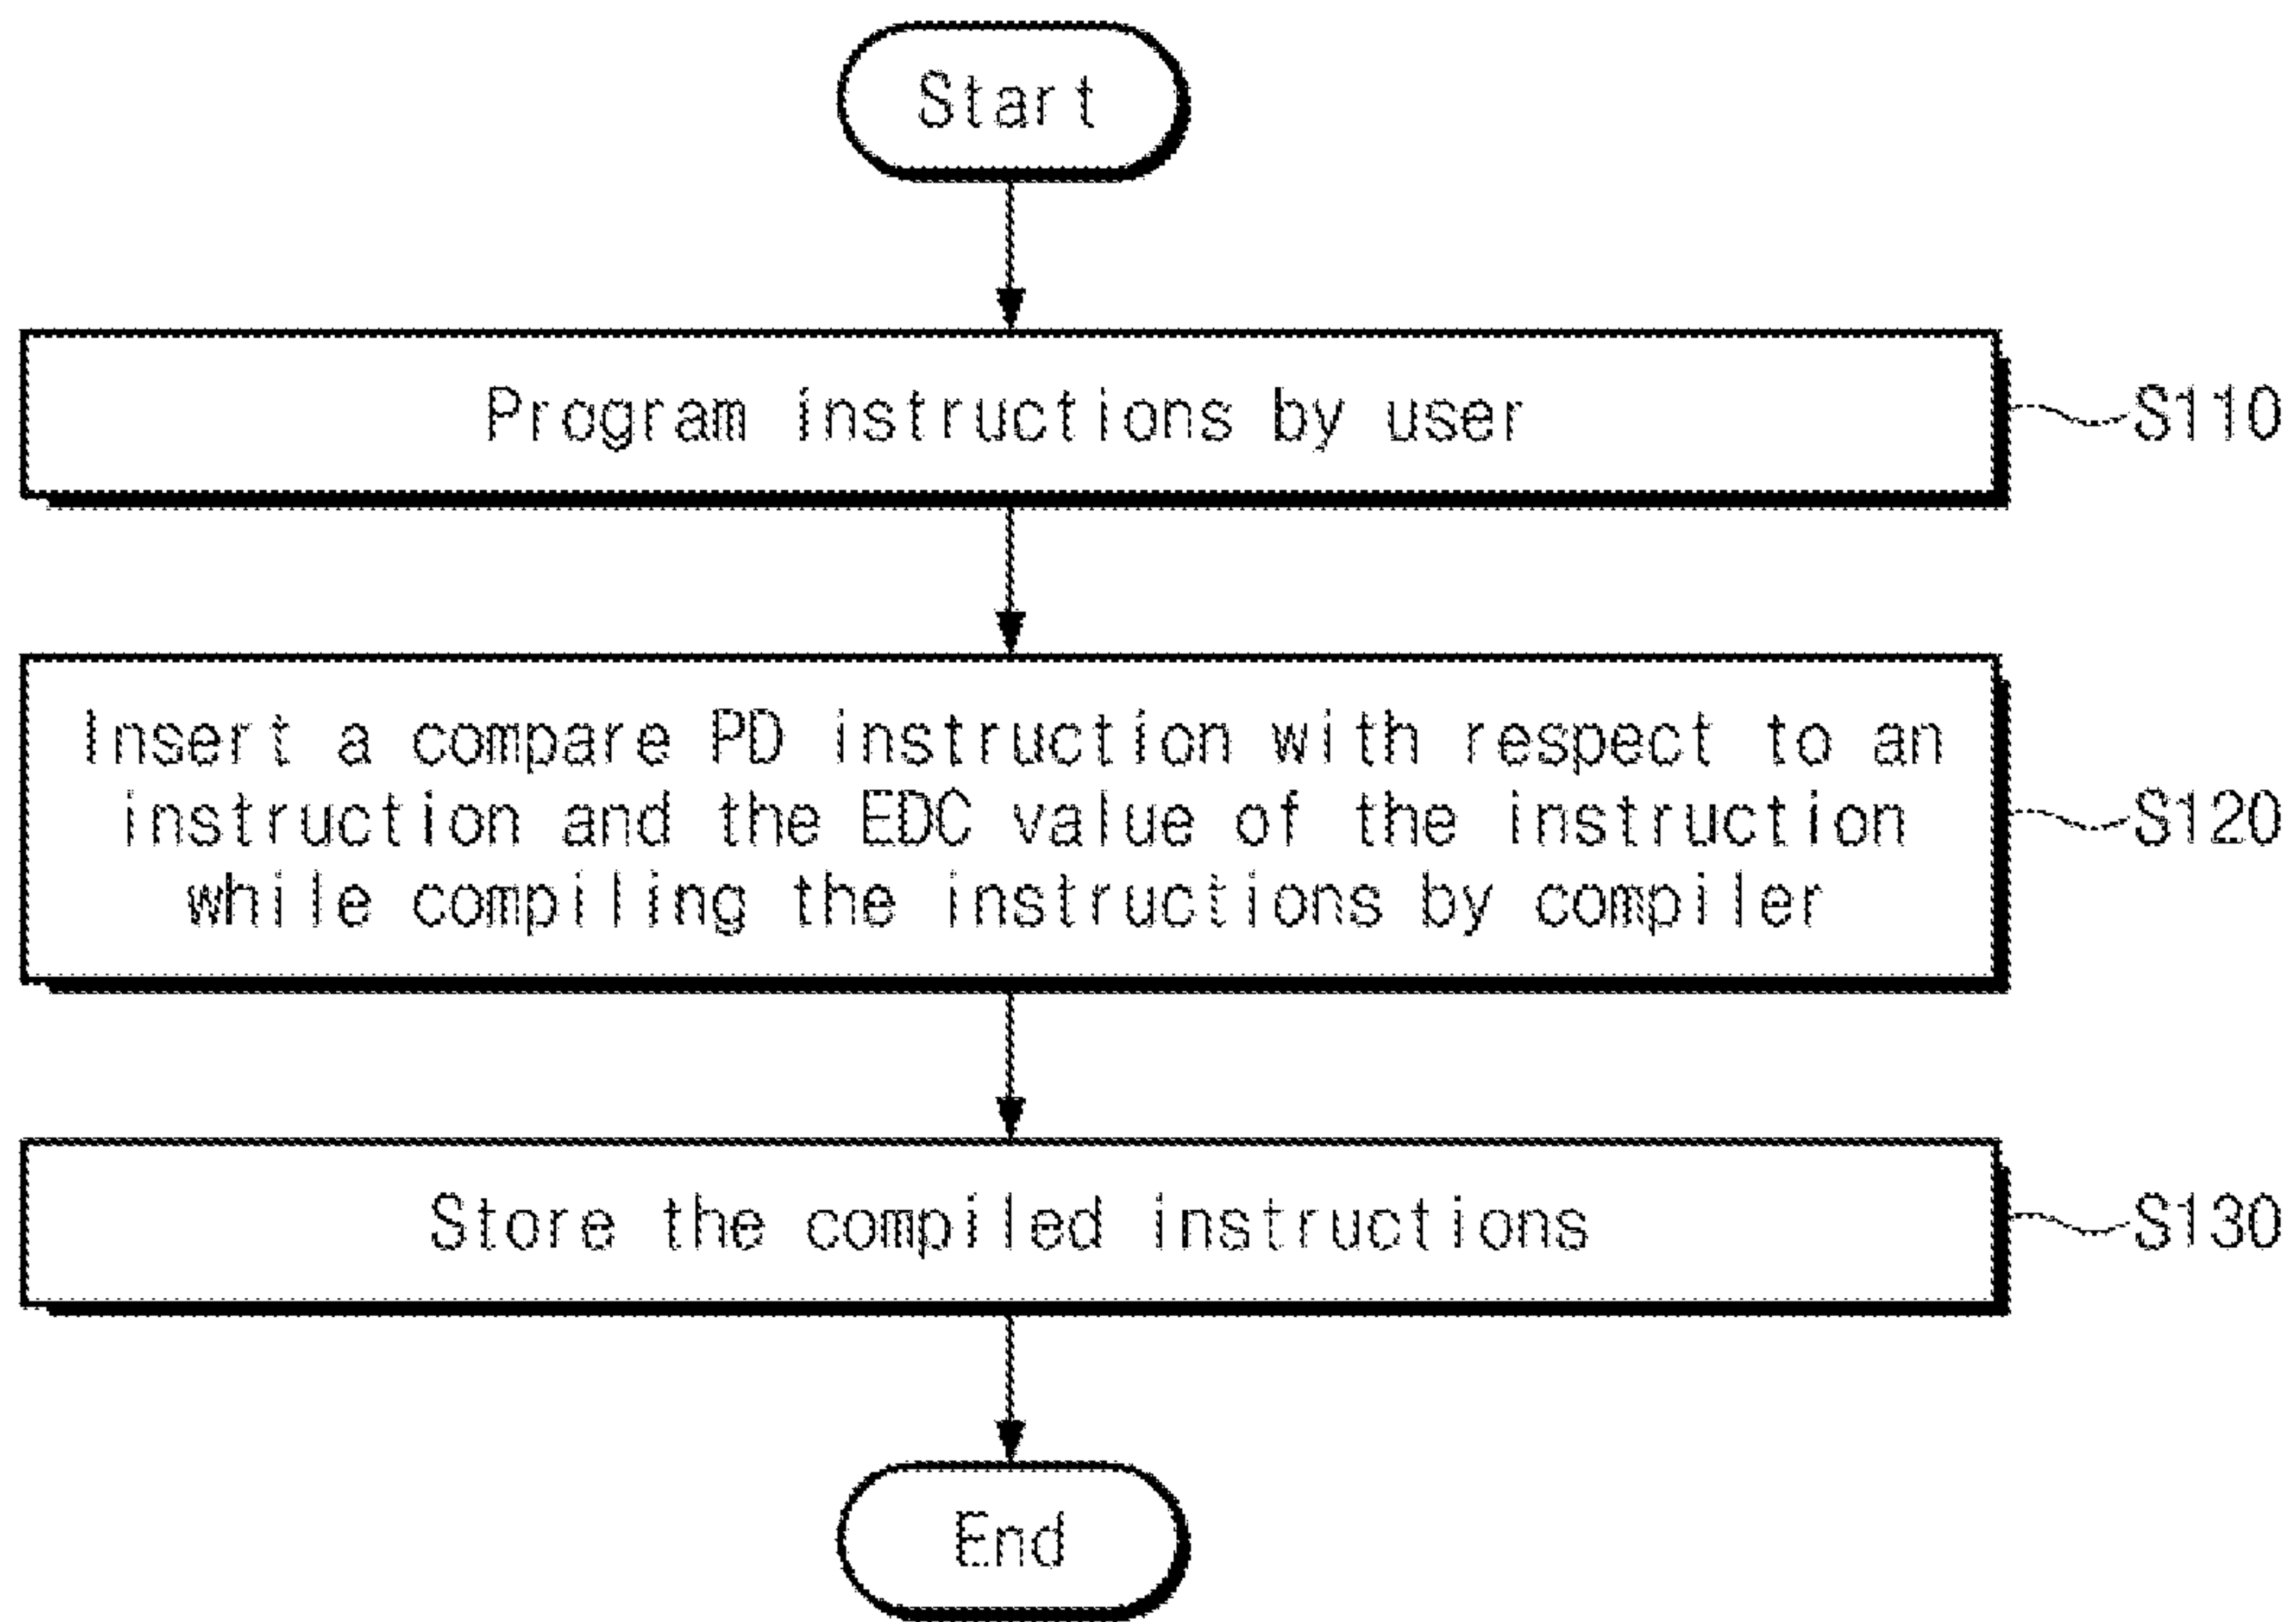 Start
Program instructions by user
S110
Insert a compare PD instruction with respect to an
instruction and the EDC value of the instruction
while compiling the instructions by compiler
S120
Store the compiled instructions
S130
End